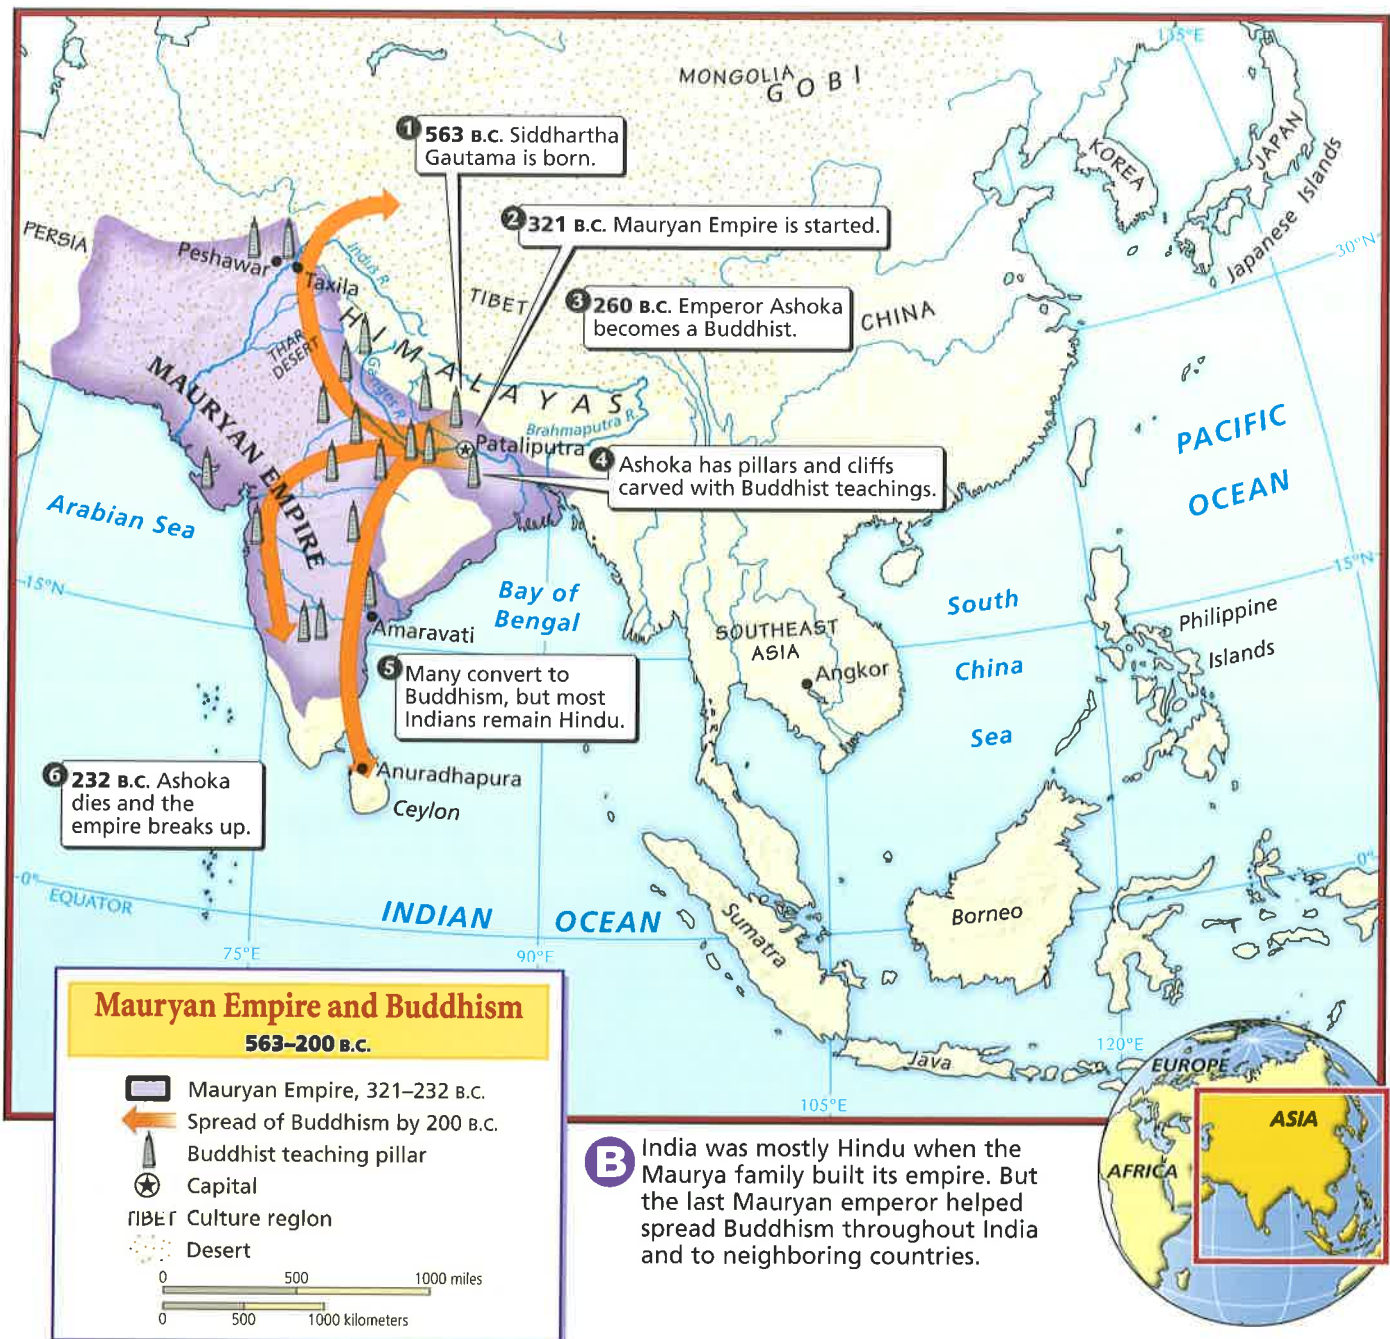 135°E
MONGOLIA
GOBI
1 563 B.C. Siddhartha
Gautama is born.
KOREA
JAPAN
Japanese Islands
2 321 B.C. Mauryan Empire is started.
PERSIA
Peshawar
Taxila
Indus R.
30°N
TIBET
3 260 B.C. Emperor Ashoka
becomes a Buddhist.
CHINA
THAR
DESERT
HIMALAYAS
Ganges R.
Brahmaputra R.
MAURYAN EMPIRE
Pataliputra
4 Ashoka has pillars and cliffs
carved with Buddhist teachings.
PACIFIC
OCEAN
Arabian Sea
15°N
Bay of
Bengal
15°N
South
China
Sea
Philippine
Islands
SOUTHEAST
ASIA
Angkor
Amaravati
5 Many convert to
Buddhism, but most
Indians remain Hindu.
6 232 B.C. Ashoka
dies and the
empire breaks up.
Anuradhapura
Ceylon
0°
EQUATOR
0°
INDIAN OCEAN
Sumatra
Borneo
75°E
90°E
Java
120°E
105°E
Mauryan Empire and Buddhism
563–200 B.C.
Mauryan Empire, 321–232 B.C.
Spread of Buddhism by 200 B.C.
Buddhist teaching pillar
Capital
TIBET Culture region
Desert
0 500 1000 miles
0 500 1000 kilometers
B India was mostly Hindu when the
Maurya family built its empire. But
the last Mauryan emperor helped
spread Buddhism throughout India
and to neighboring countries.
EUROPE
ASIA
AFRICA